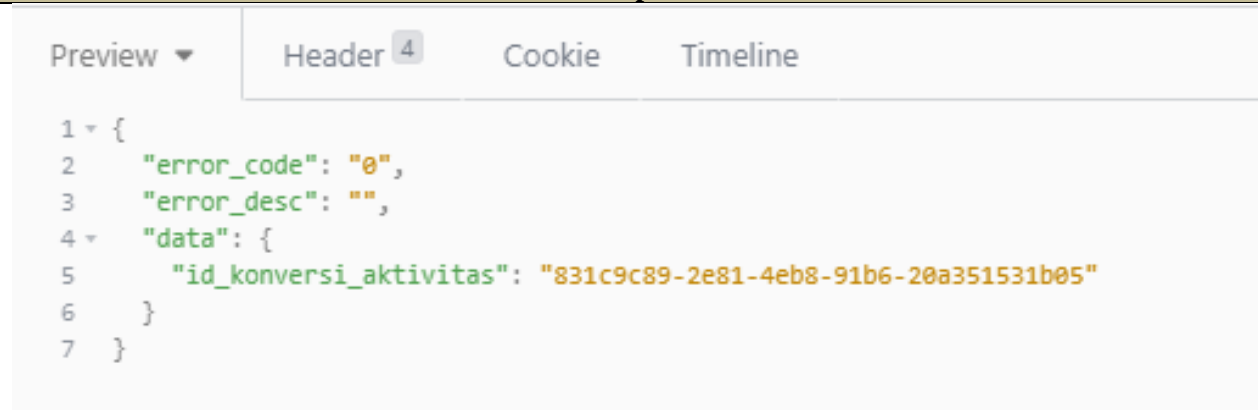 Preview Header 4 Cookie Timeline
1 {
2 "error_code": "0",
3 "error_desc": "",
4 "data": {
5 "id_konversi_aktivitas": "831c9c89-2e81-4eb8-91b6-20a351531b05"
6 }
7 }